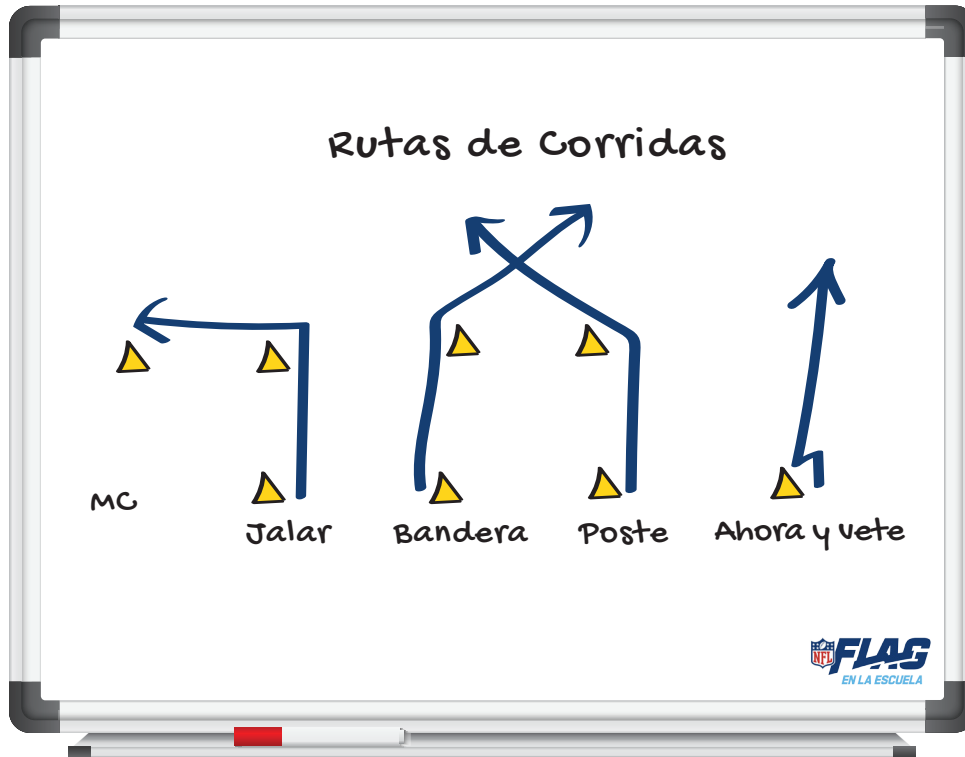 Rutas de Corridas
MC
Jalar
Bandera
Poste
Ahora y vete
NFL FLAG
EN LA ESCUELA